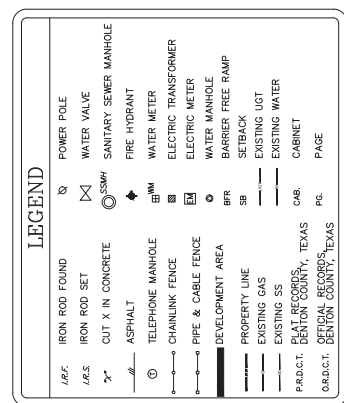 LEGEND
I.R.F. IRON ROD FOUND
I.R.S. IRON ROD SET
"X" CUT X IN CONCRETE
ASPHALT
T TELEPHONE MANHOLE
CHAINLINK FENCE
PIPE & CABLE FENCE
DEVELOPMENT AREA
PROPERTY LINE
EXISTING GAS
EXISTING SS
P.R.D.C.T. PLAT RECORDS,
DENTON COUNTY, TEXAS
O.R.D.C.T. OFFICIAL RECORDS,
DENTON COUNTY, TEXAS
POWER POLE
WATER VALVE
SSMH SANITARY SEWER MANHOLE
FIRE HYDRANT
WM WATER METER
ELECTRIC TRANSFORMER
EM ELECTRIC METER
WATER MANHOLE
BFR BARRIER FREE RAMP
SB SETBACK
EXISTING UGT
EXISTING WATER
CAB. CABINET
PG. PAGE